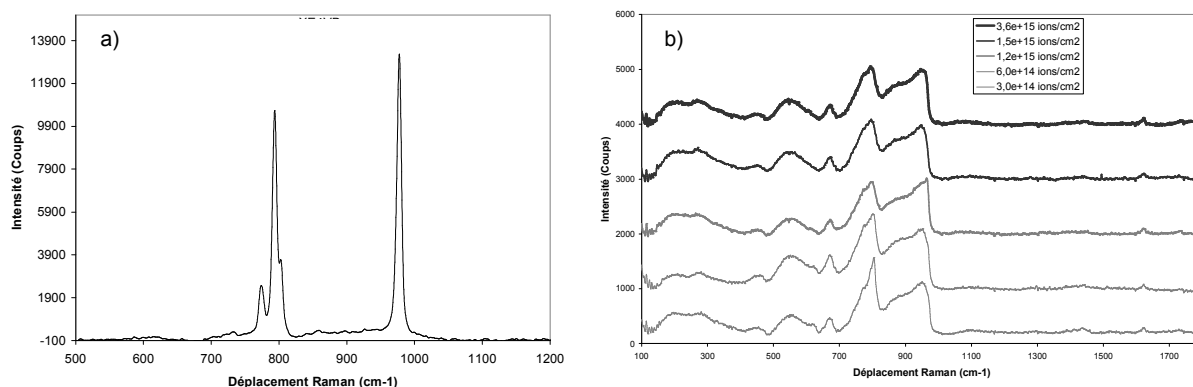 a)
Intensité (Coups)
13900
11900
9900
7900
5900
3900
1900
-100
500 600 700 800 900 1000 1100 1200
Déplacement Raman (cm-1)
b)
Intensité (Coups)
6000
5000
4000
3000
2000
1000
0
3,6e+15 ions/cm2
1,5e+15 ions/cm2
1,2e+15 ions/cm2
6,0e+14 ions/cm2
3,0e+14 ions/cm2
100 300 500 700 900 1100 1300 1500 1700
Déplacement Raman (cm-1)